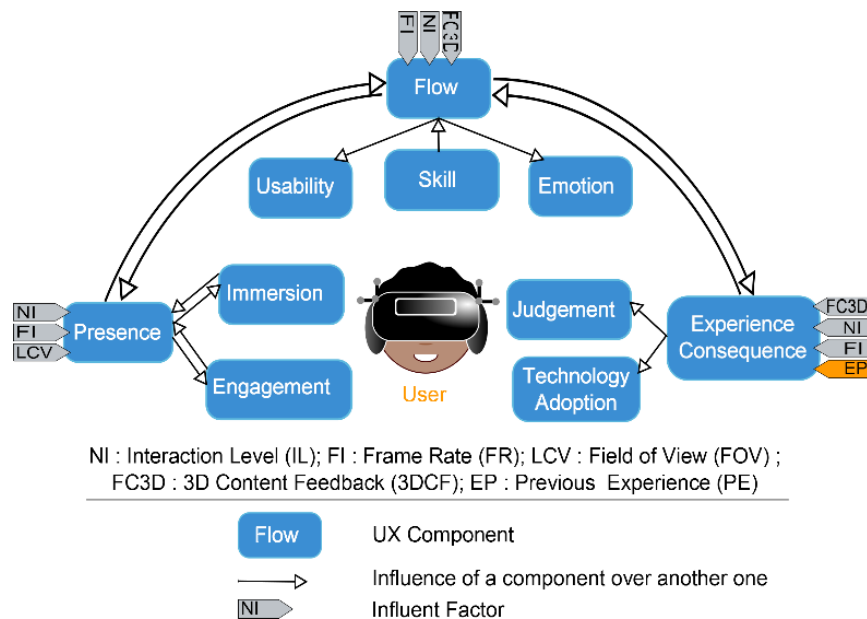 FI
NI
FC3D
Flow
Usability
Skill
Emotion
Immersion
Judgement
NI
FI
LCV
Presence
Experience
Consequence
FC3D
NI
FI
EP
Engagement
Technology
Adoption
User
NI : Interaction Level (IL); FI : Frame Rate (FR); LCV : Field of View (FOV) ;
FC3D : 3D Content Feedback (3DCF); EP : Previous Experience (PE)
Flow
UX Component
Influence of a component over another one
NI
Influent Factor